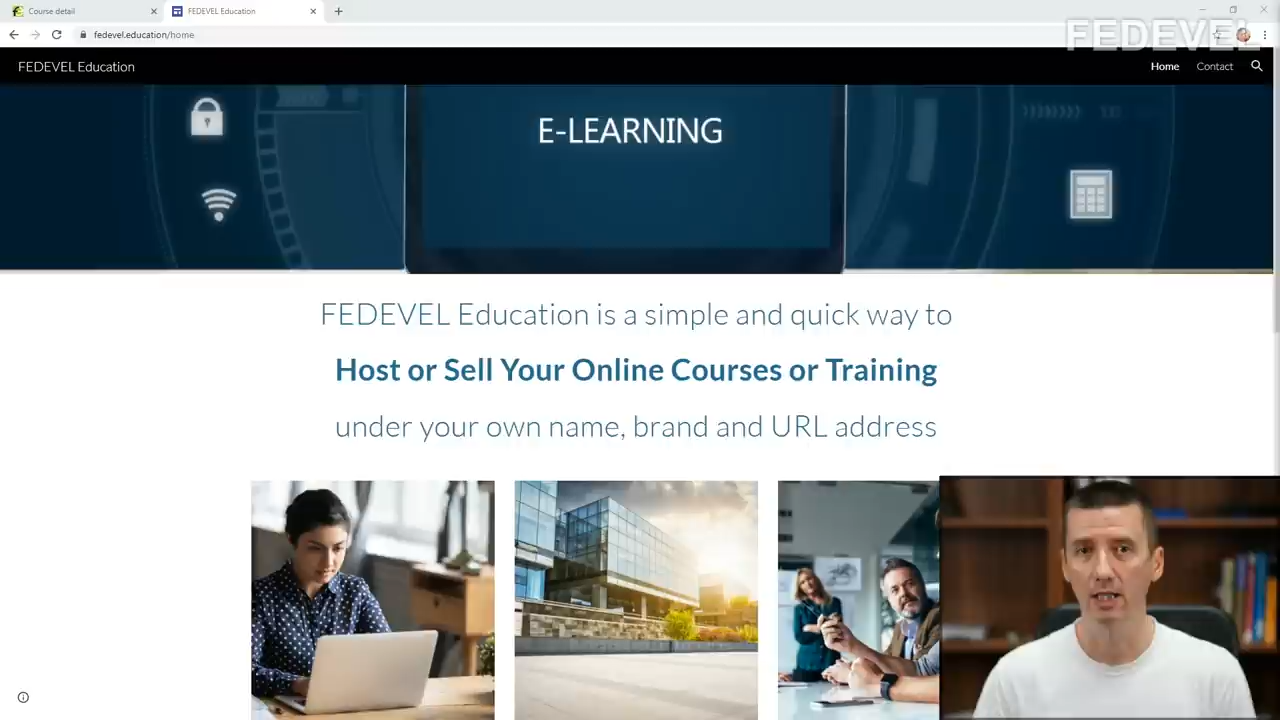 Course detail
FEDEVEL Education
fedevel.education/home
FEDEVEL
FEDEVEL Education
Home
Contact
E-LEARNING
FEDEVEL Education is a simple and quick way to
Host or Sell Your Online Courses or Training
under your own name, brand and URL address